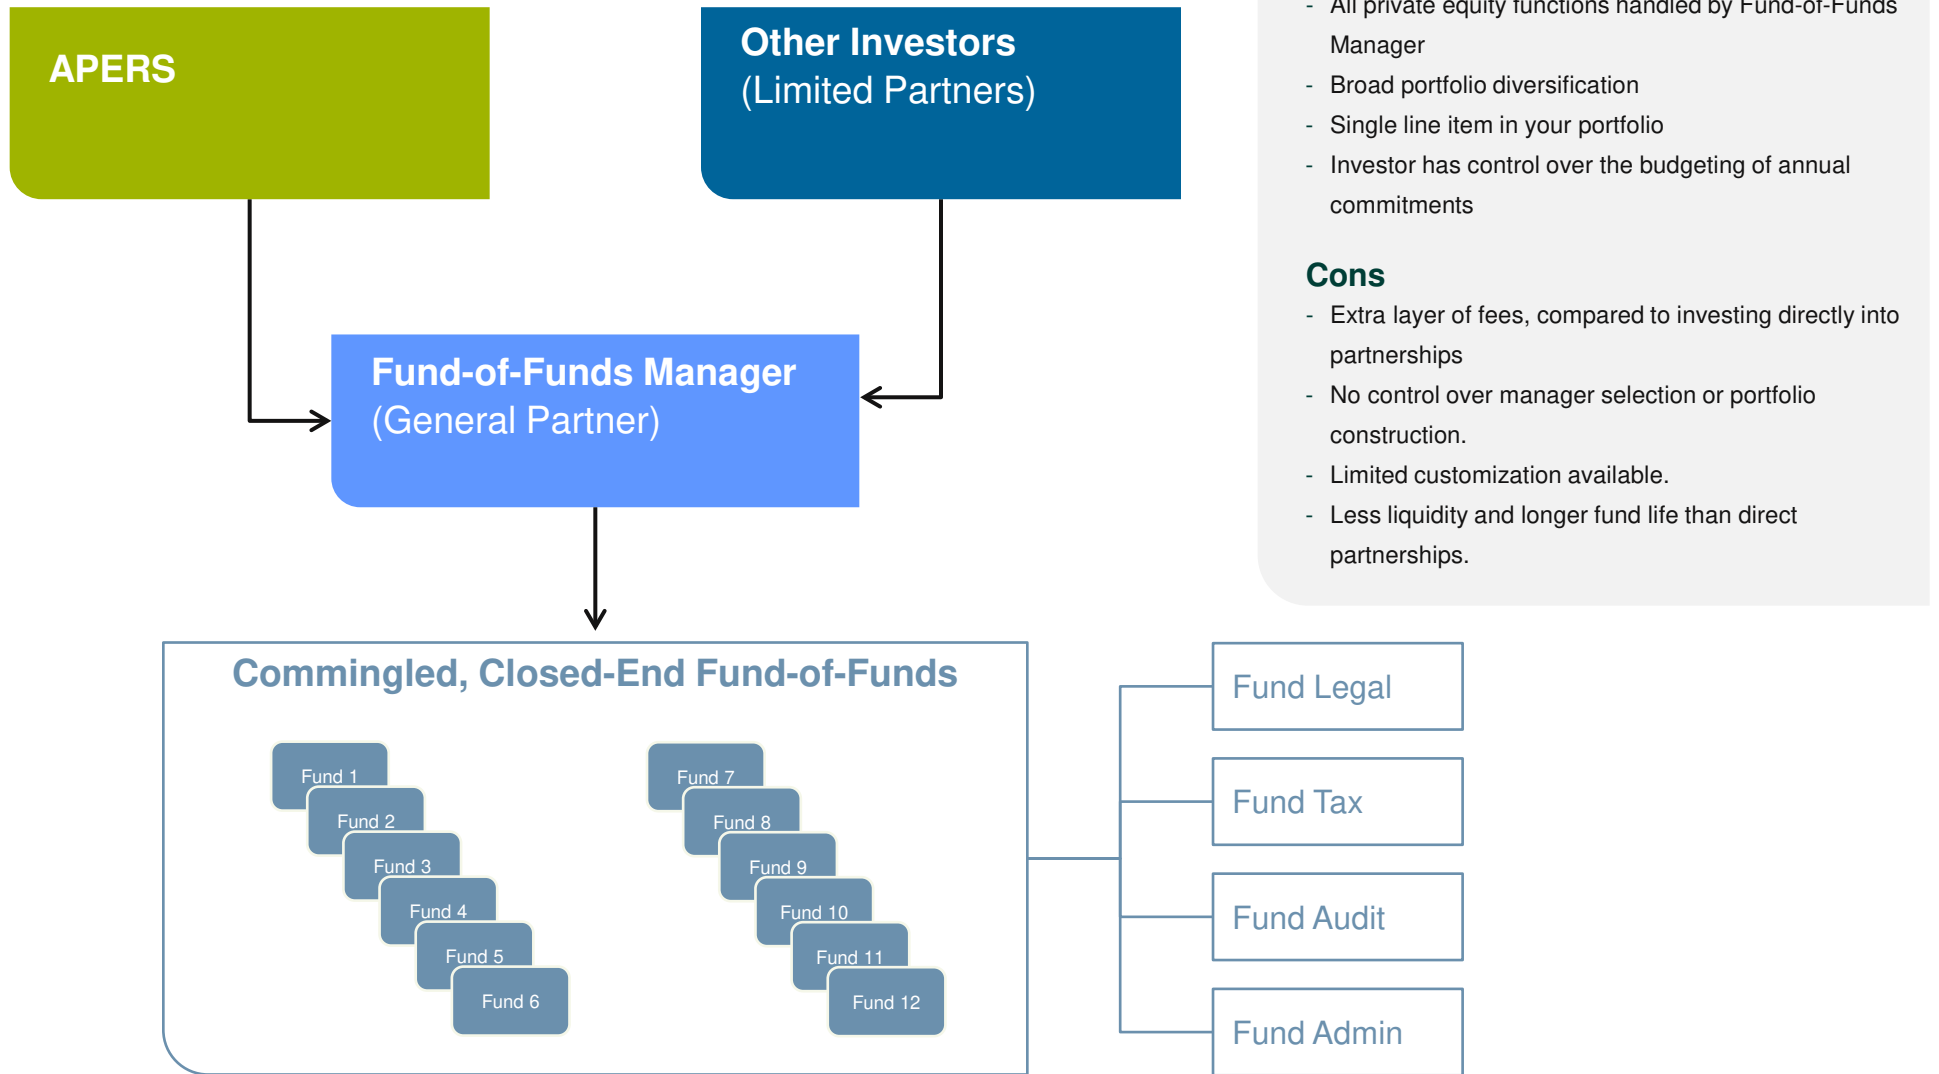 APERS
Other Investors
(Limited Partners)
Fund-of-Funds Manager
(General Partner)
- All private equity functions handled by Fund-of-Funds
Manager
- Broad portfolio diversification
- Single line item in your portfolio
- Investor has control over the budgeting of annual
commitments
Cons
- Extra layer of fees, compared to investing directly into
partnerships
- No control over manager selection or portfolio
construction.
- Limited customization available.
- Less liquidity and longer fund life than direct
partnerships.
Commingled, Closed-End Fund-of-Funds
Fund 1
Fund 2
Fund 3
Fund 4
Fund 5
Fund 6
Fund 7
Fund 8
Fund 9
Fund 10
Fund 11
Fund 12
Fund Legal
Fund Tax
Fund Audit
Fund Admin